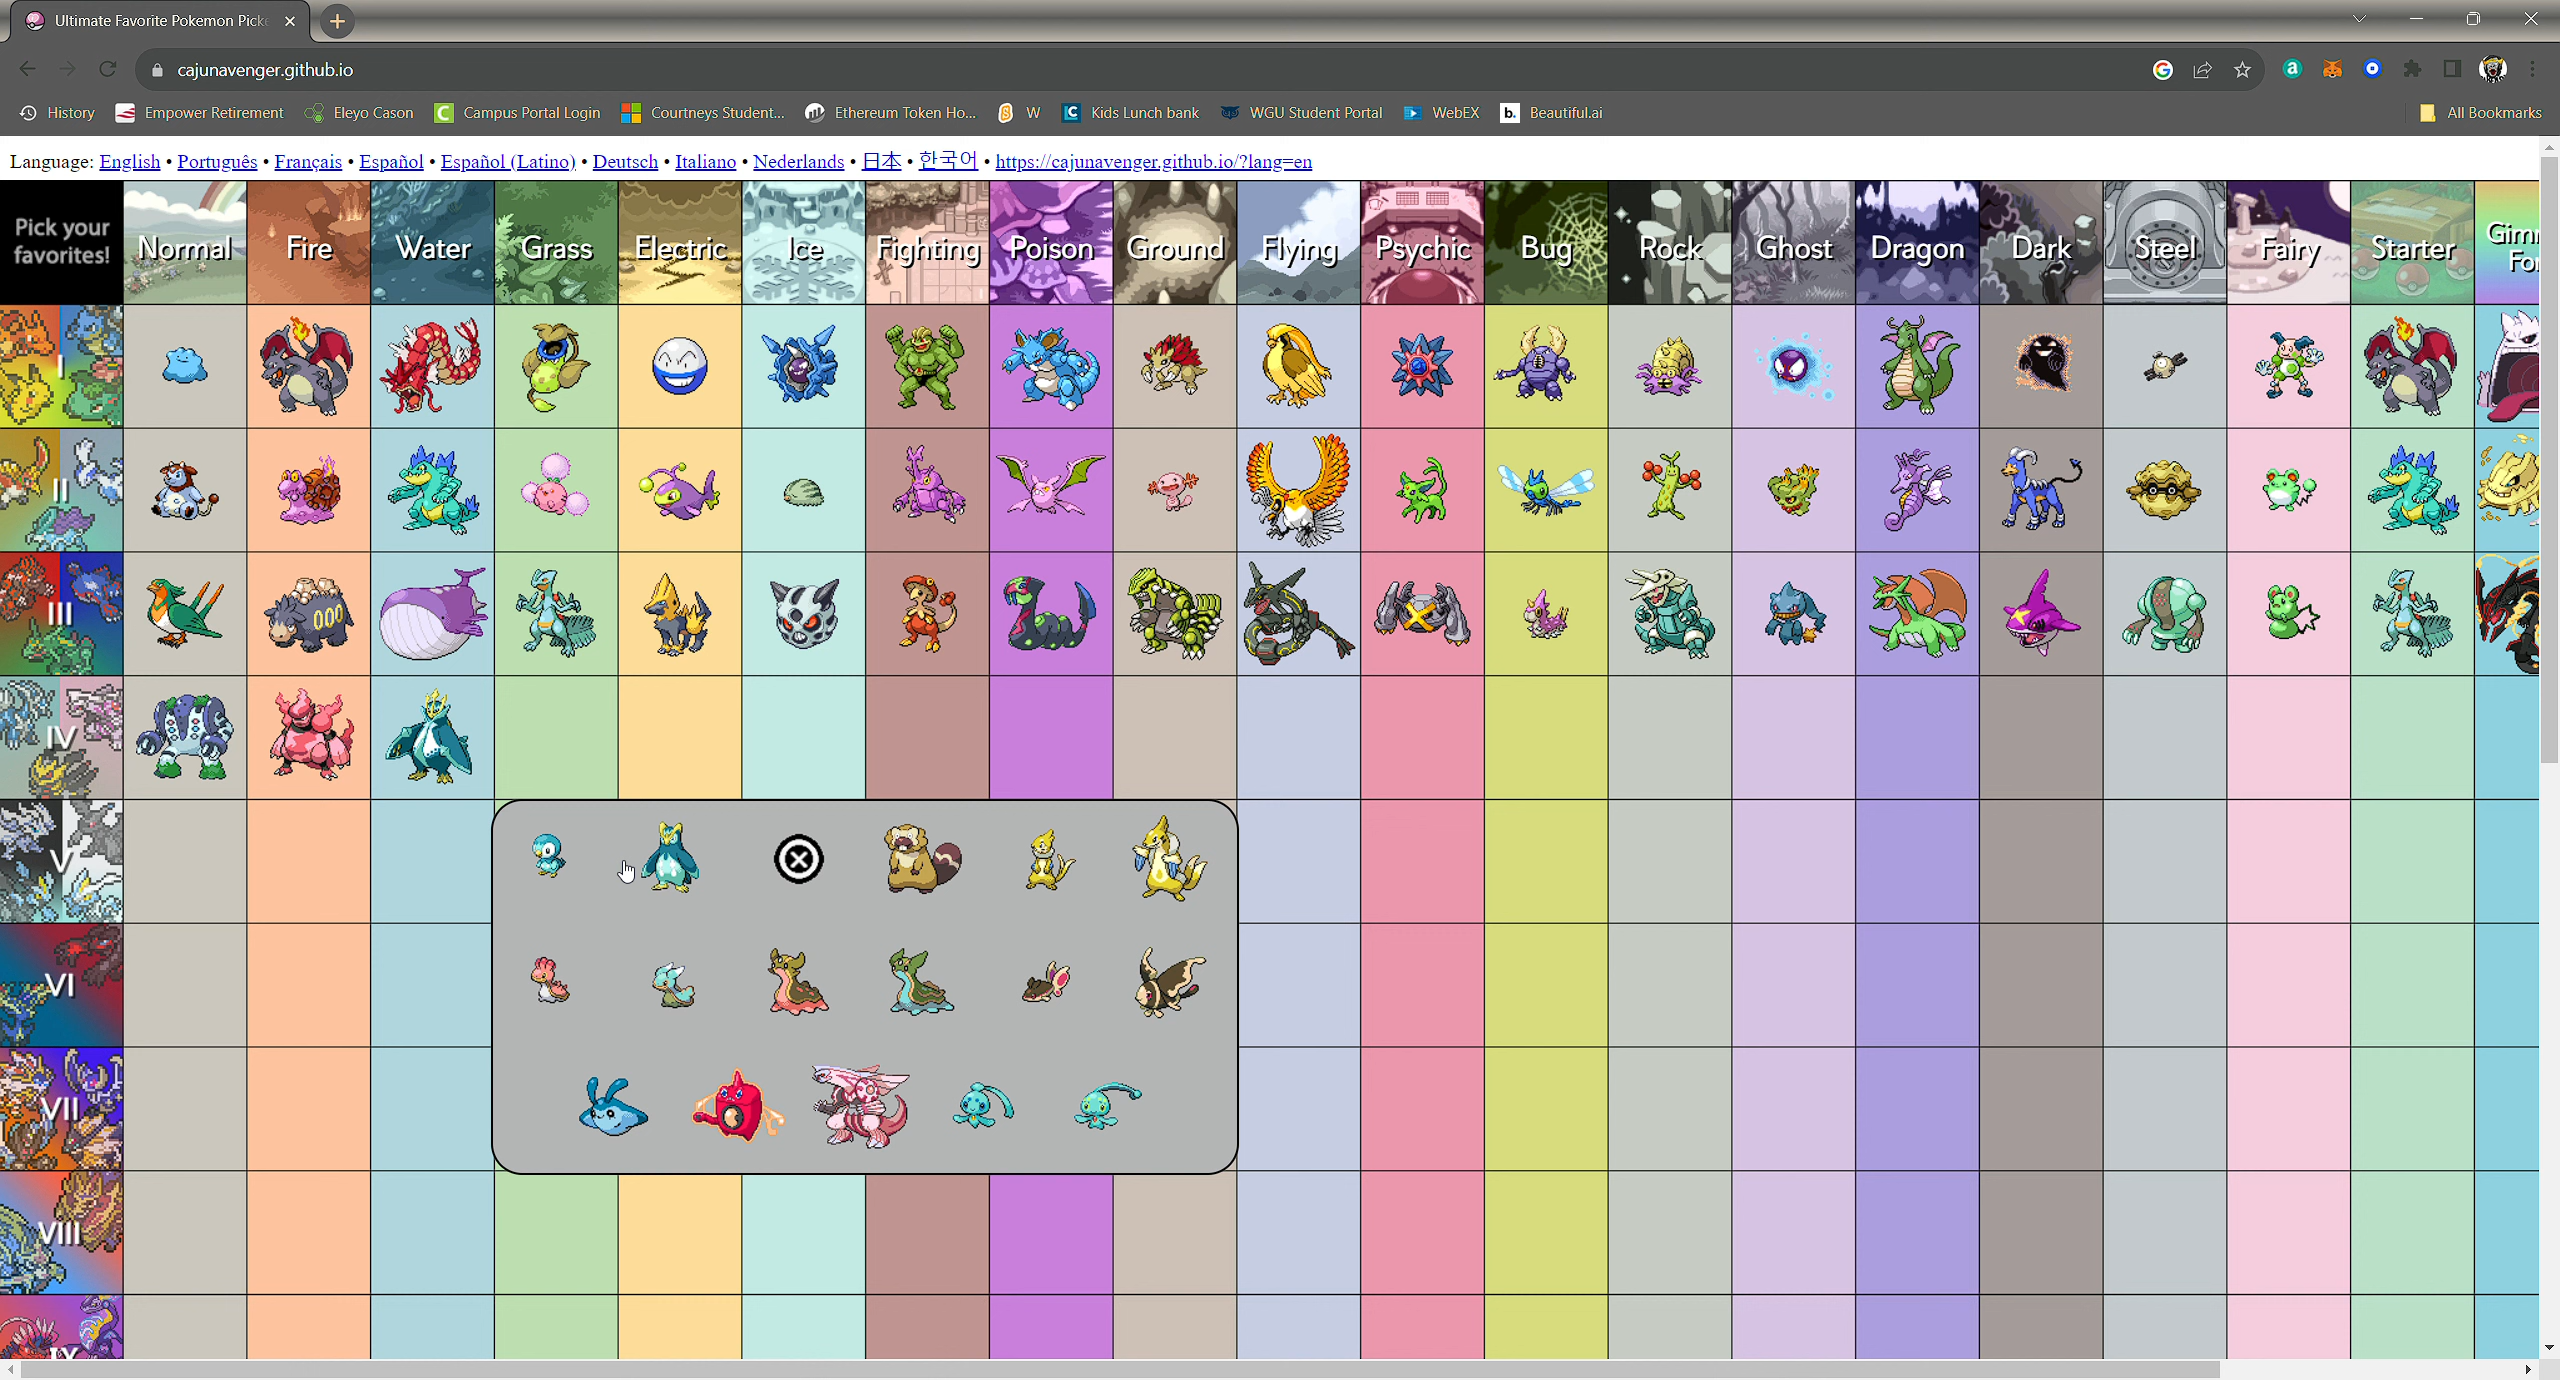 Ultimate Favorite Pokemon Picke
cajunavenger.github.io
History Empower Retirement Eleyo Cason Campus Portal Login Courtneys Student... Ethereum Token Ho... W Kids Lunch bank WGU Student Portal WebEX b. Beautiful.ai All Bookmarks
Language: English • Português • Français • Español • Español (Latino) • Deutsch • Italiano • Nederlands • 日本 • 한국어 • https://cajunavenger.github.io/?lang=en
Pick your
favorites!
Normal Fire Water Grass Electric Ice Fighting Poison Ground Flying Psychic Bug Rock Ghost Dragon Dark Steel Fairy Starter
I
II
III
IV
V
VI
VII
VIII
IX